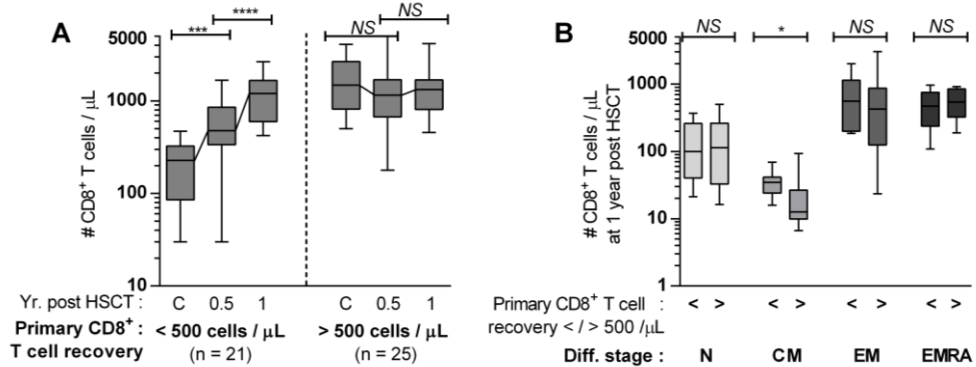 A
B
****
***
NS
NS
NS
*
NS
NS
# CD8⁺ T cells / μL
5000
1000
100
10
# CD8⁺ T cells / μL
at 1 year post HSCT
5000
1000
100
10
1
Yr. post HSCT : C 0.5 1 C 0.5 1
Primary CD8⁺ : < 500 cells / μL > 500 cells / μL
T cell recovery (n = 21) (n = 25)
Primary CD8⁺ T cell < > < > < > < >
recovery < / > 500 /μL
Diff. stage : N CM EM EMRA